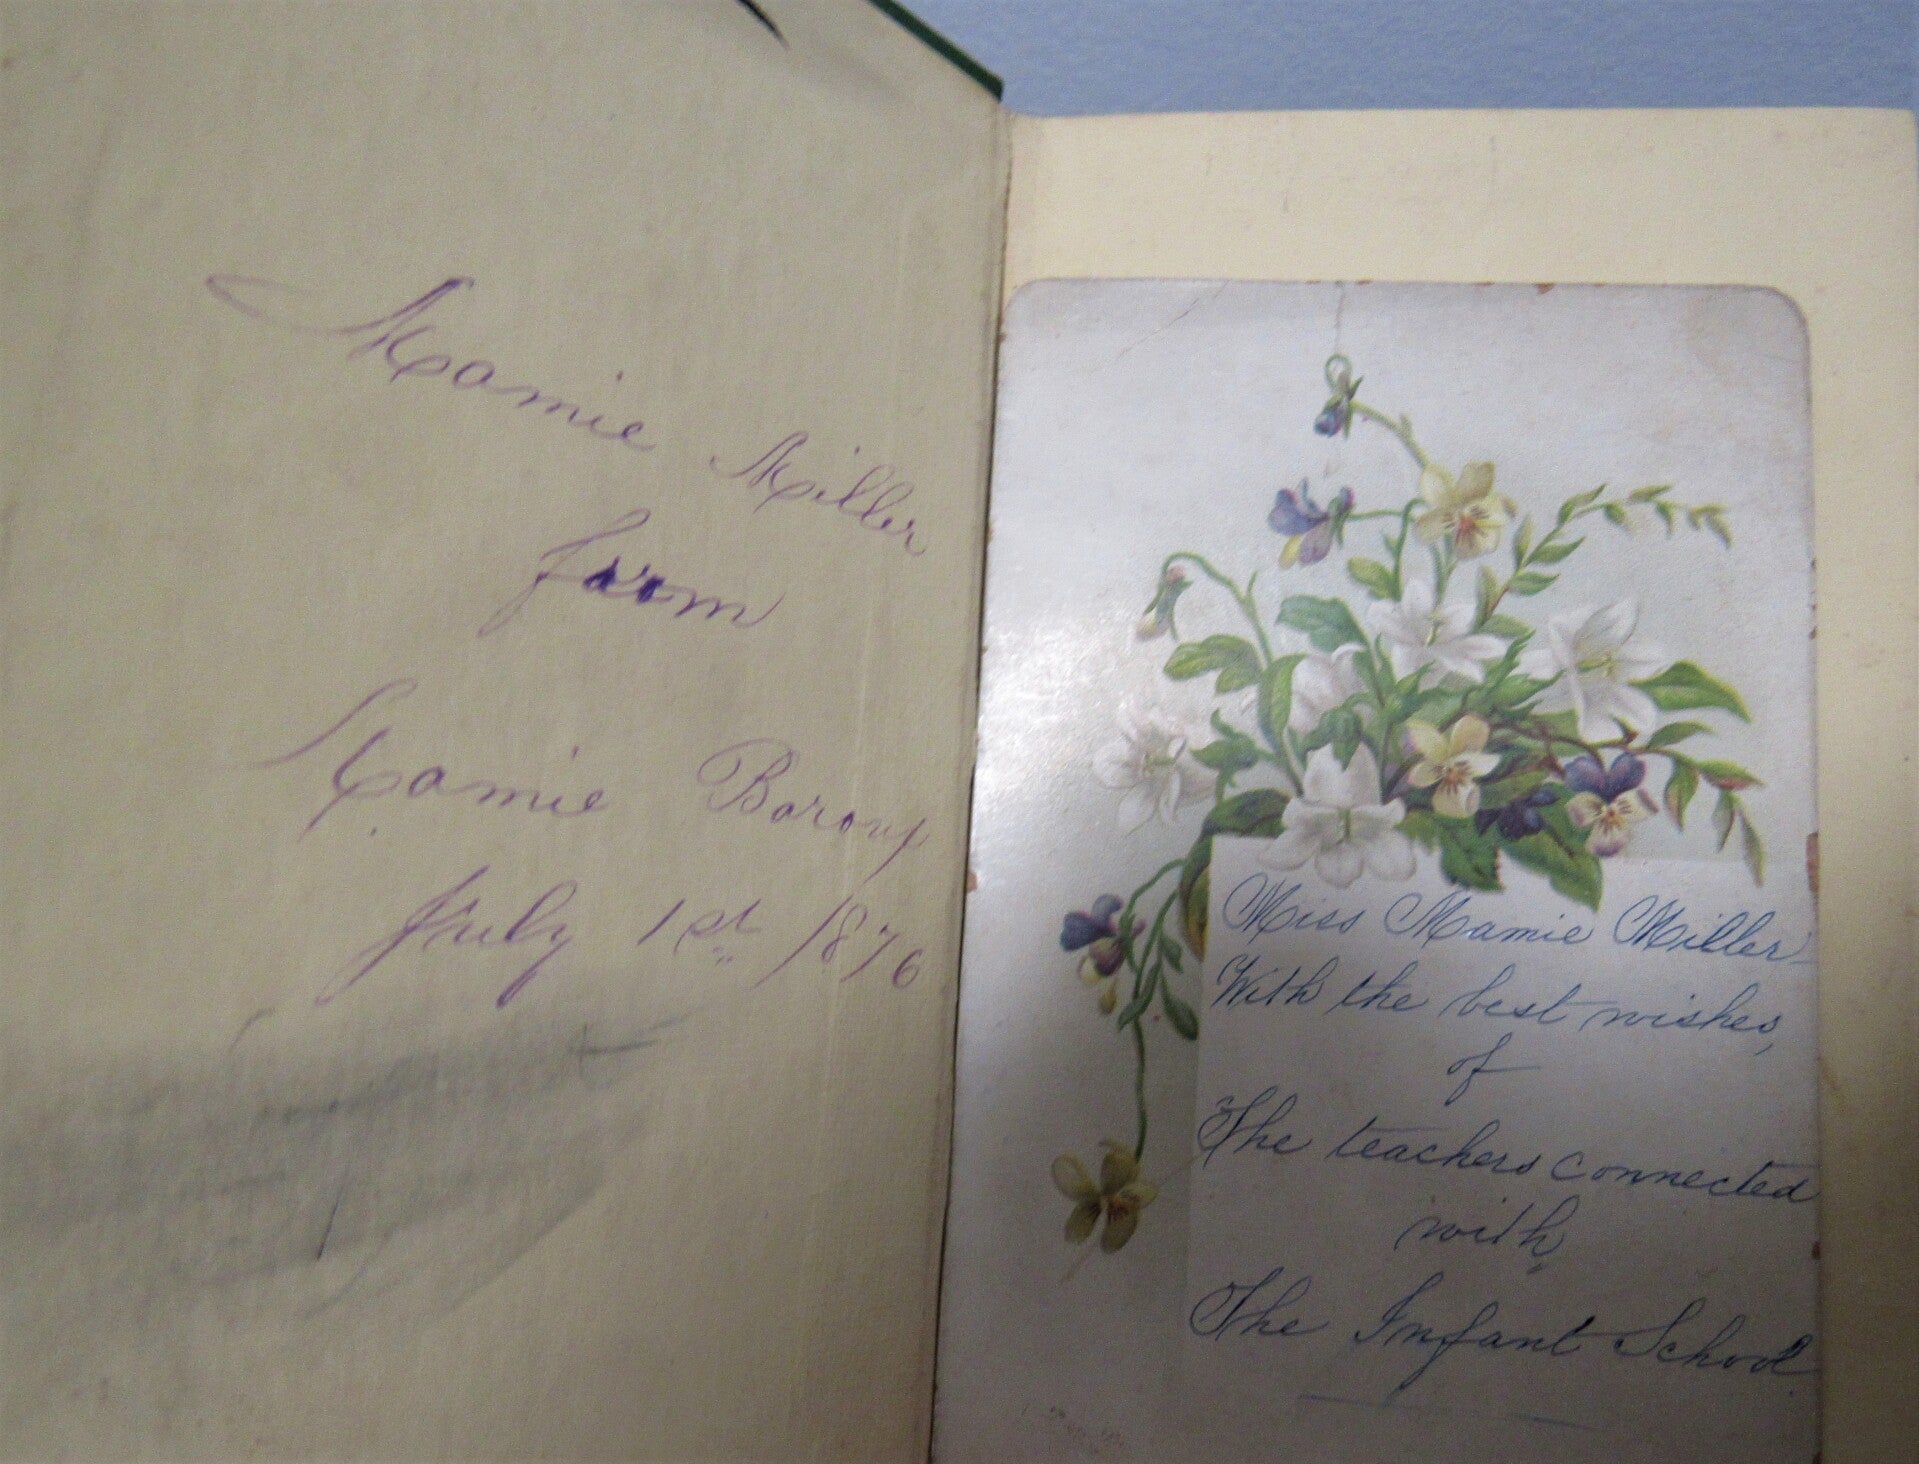 Mamie Miller
from
Mamie Barony
July 1st 1876
Miss Mamie Miller
With the best wishes,
of
The teachers connected
with
The Infant School